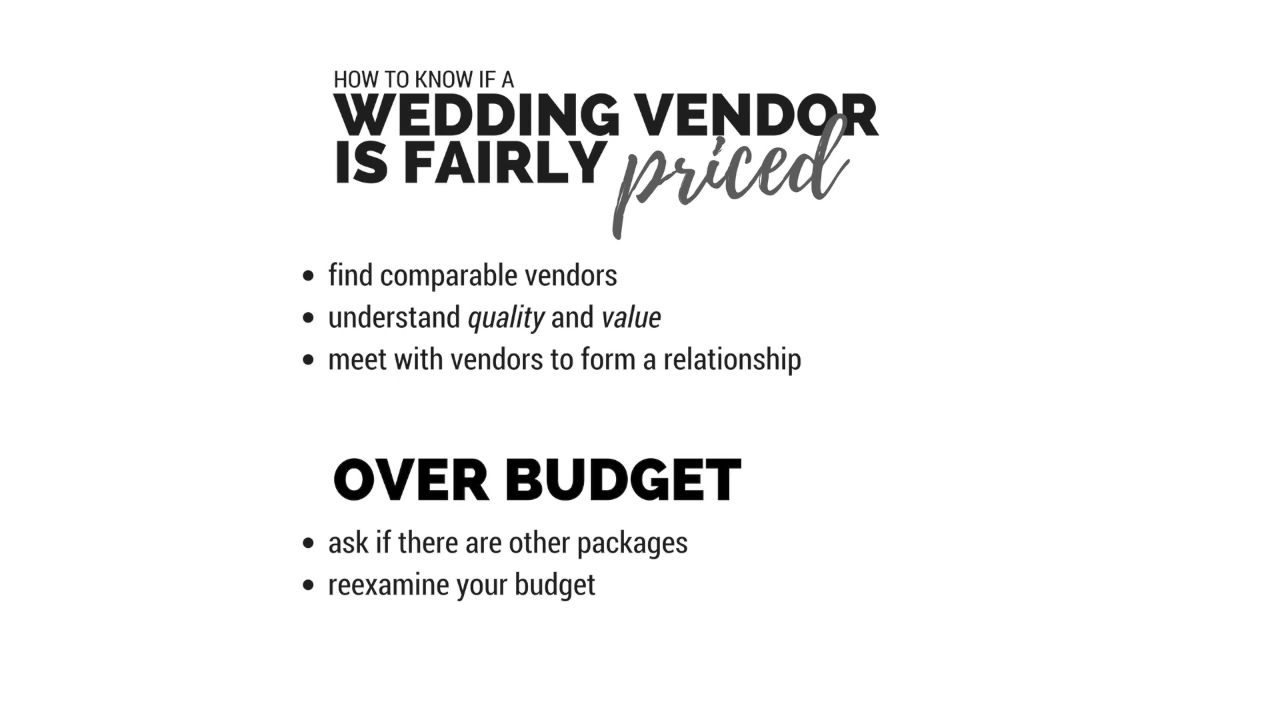 HOW TO KNOW IF A
WEDDING VENDOR
IS FAIRLY priced
• find comparable vendors
• understand quality and value
• meet with vendors to form a relationship
OVER BUDGET
• ask if there are other packages
• reexamine your budget